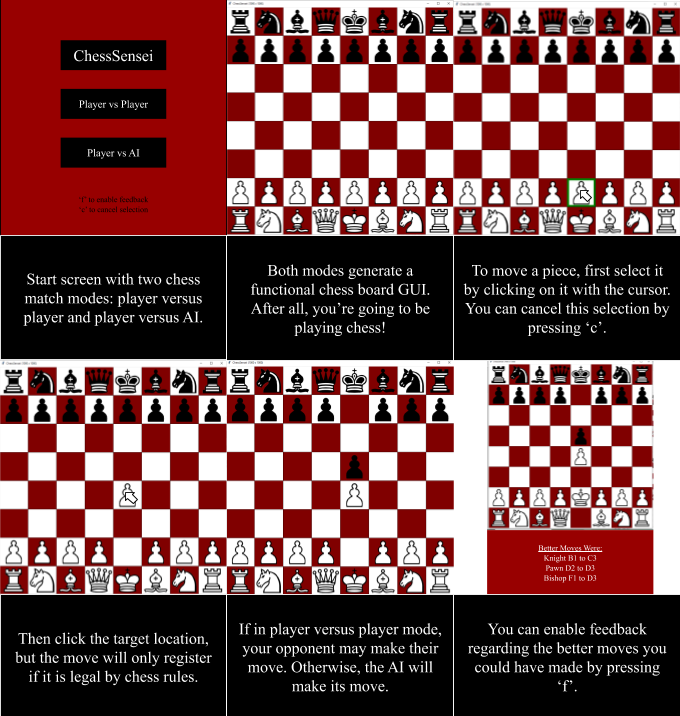 ChessSensei
Player vs Player
Player vs AI
'f' to enable feedback
'c' to cancel selection
Start screen with two chess
match modes: player versus
player and player versus AI.
Both modes generate a
functional chess board GUI.
After all, you’re going to be
playing chess!
To move a piece, first select it
by clicking on it with the cursor.
You can cancel this selection by
pressing ‘c’.
Then click the target location,
but the move will only register
if it is legal by chess rules.
If in player versus player mode,
your opponent may make their
move. Otherwise, the AI will
make its move.
Better Moves Were:
Knight B1 to C3
Pawn D2 to D3
Bishop F1 to D3
You can enable feedback
regarding the better moves you
could have made by pressing
‘f’.